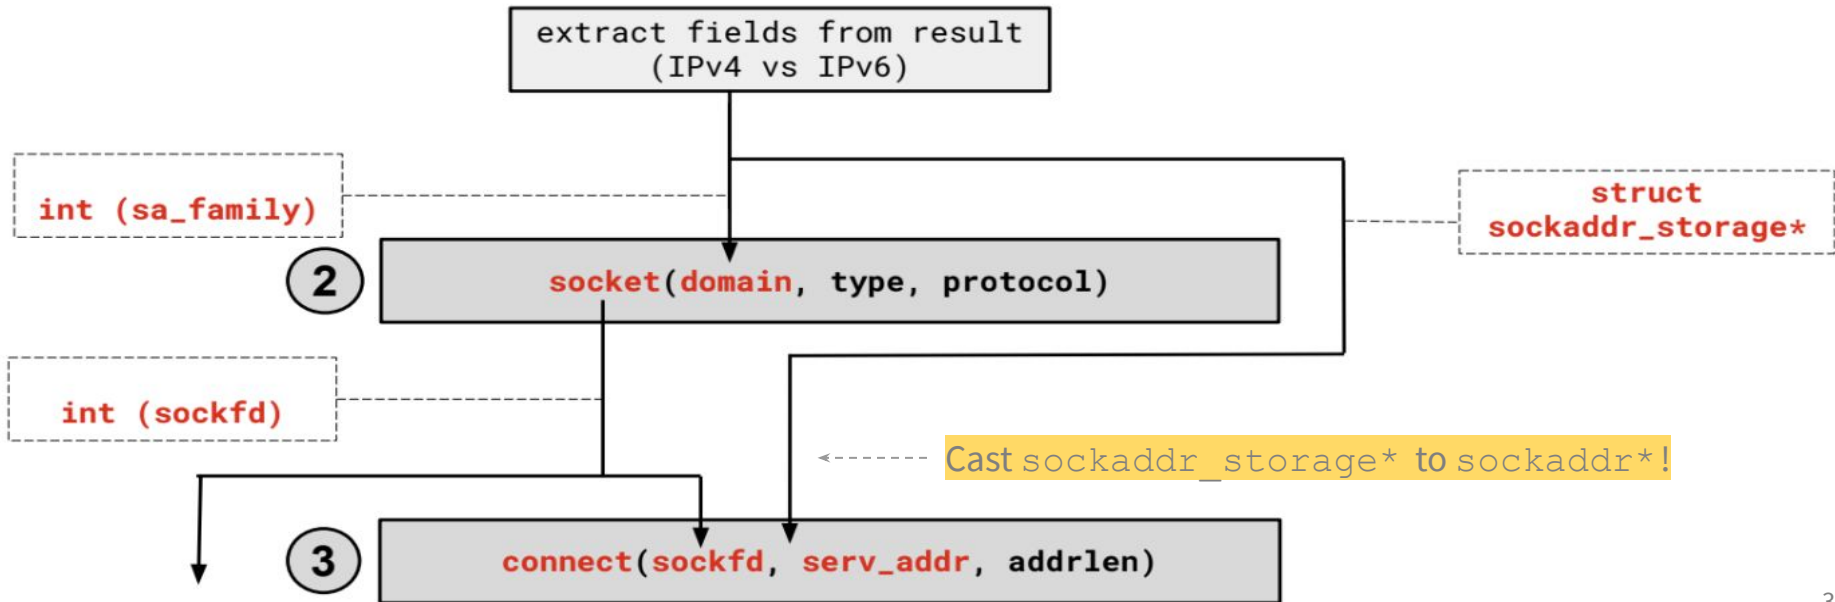 extract fields from result
(IPv4 vs IPv6)
int (sa_family)
struct
sockaddr_storage*
2
socket(domain, type, protocol)
int (sockfd)
Cast sockaddr_storage* to sockaddr*!
3
connect(sockfd, serv_addr, addrlen)
3